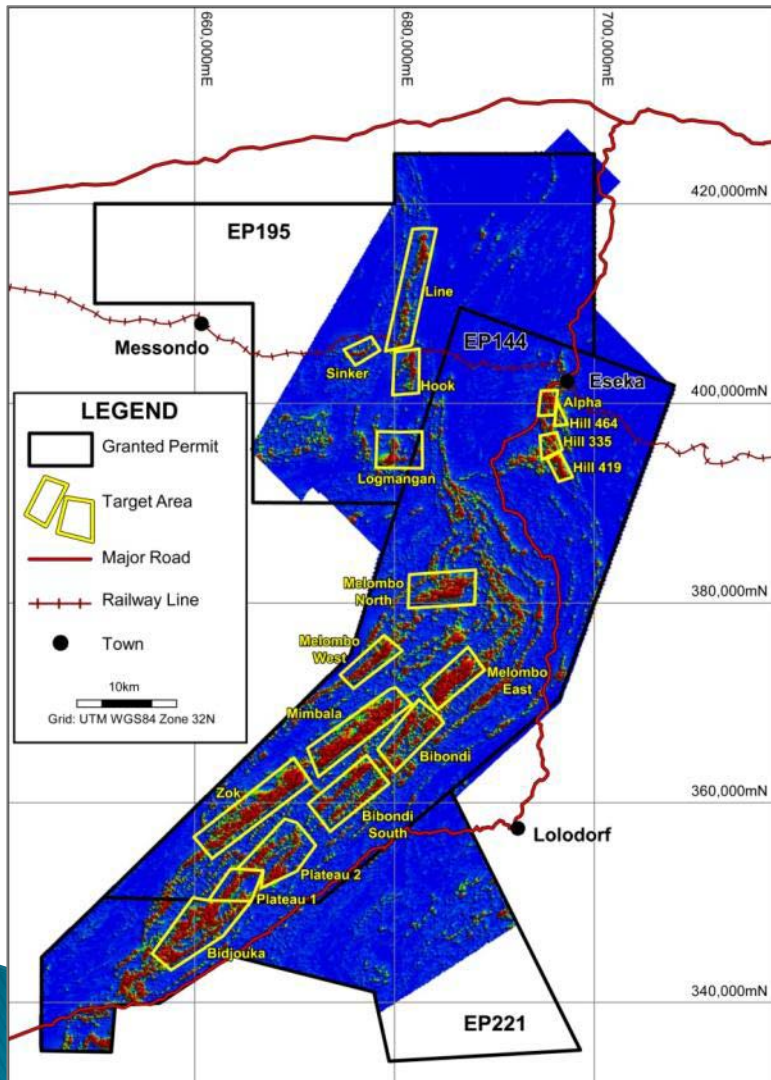 660,000mE
680,000mE
700,000mE
420,000mN
EP195
Line
Messondo
EP144
Sinker
Hook
Eseka
400,000mN
Alpha
Hill 464
Hill 335
Hill 419
Logmangan
LEGEND
Granted Permit
Target Area
Major Road
Railway Line
Town
10km
Grid: UTM WGS84 Zone 32N
Melombo
North
380,000mN
Melombo
West
Melombo
East
Mimbala
Bibondi
Zok
360,000mN
Bibondi
South
Lolodorf
Plateau 2
Plateau 1
Bidjouka
340,000mN
EP221